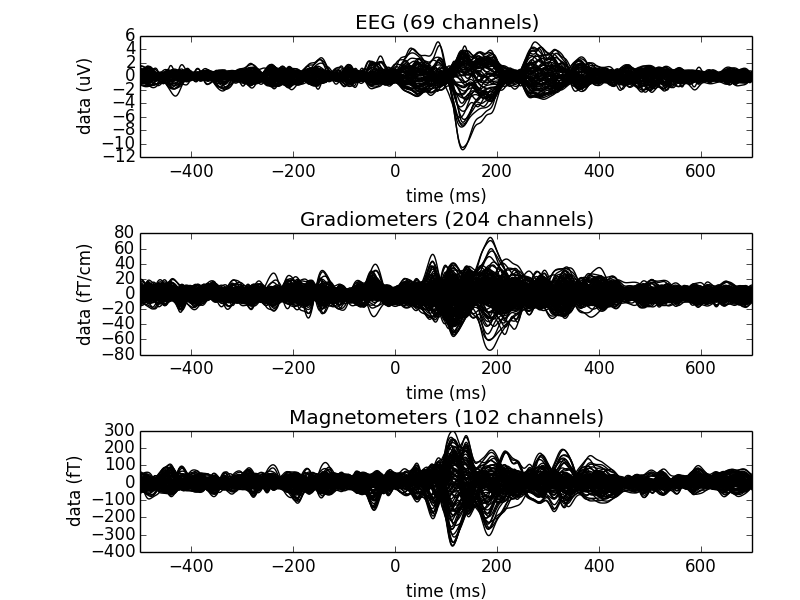 EEG (69 channels)
6
4
2
0
−2
−4
−6
−8
−10
−12
data (uV)
−400 −200 0 200 400 600
time (ms)
Gradiometers (204 channels)
80
60
40
20
0
−20
−40
−60
−80
data (fT/cm)
−400 −200 0 200 400 600
time (ms)
Magnetometers (102 channels)
300
200
100
0
−100
−200
−300
−400
data (fT)
−400 −200 0 200 400 600
time (ms)